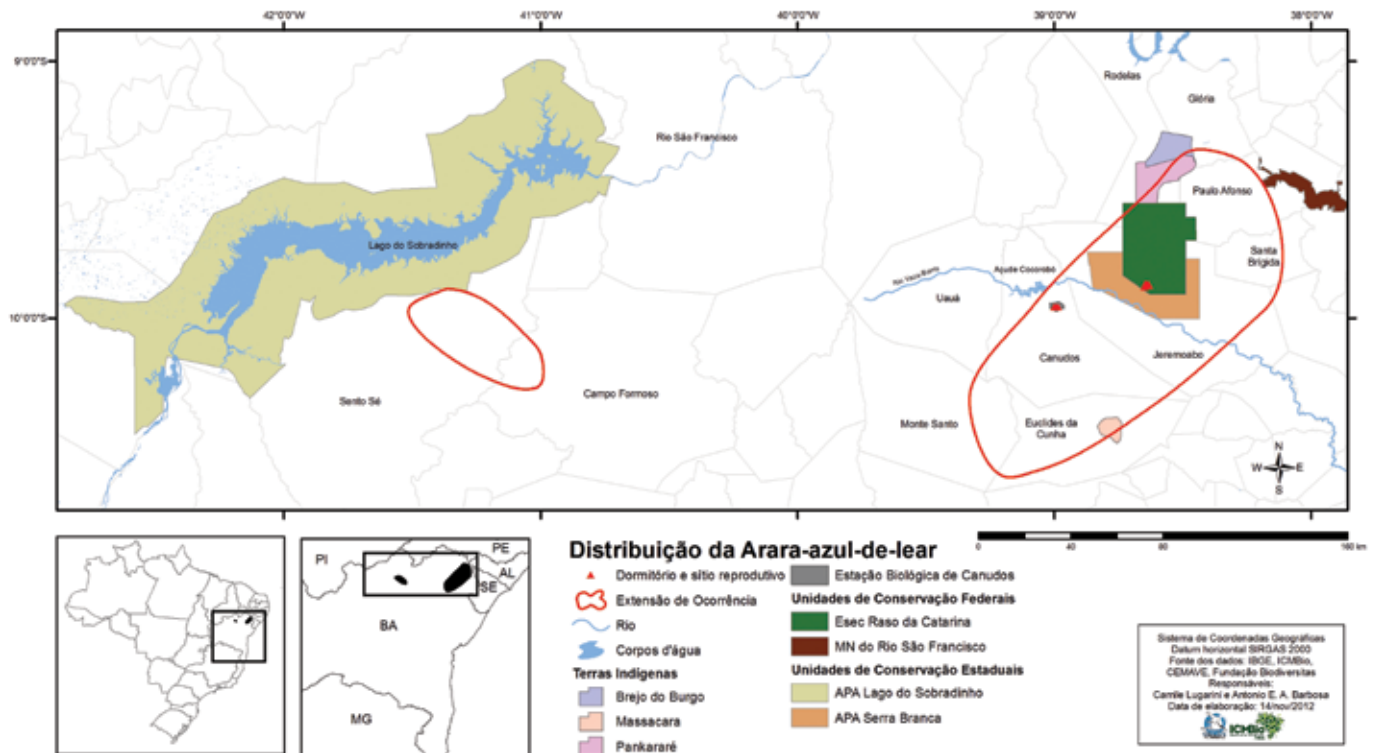 42°0'0"W 41°0'0"W 40°0'0"W 39°0'0"W 38°0'0"W
9°0'0"S
10°0'0"S
Rodelas
Glória
Rio São Francisco
Paulo Afonso
Lago do Sobradinho
Santa
Brígida
Rio Vaza-Barris
Açude Cocorobó
Uauá
Canudos
Jeremoabo
Sento Sé
Campo Formoso
Monte Santo
Euclides da
Cunha
N
W E
S
0 40 80 160 km
Distribuição da Arara-azul-de-lear
Dormitório e sítio reprodutivo
Extensão de Ocorrência
Rio
Corpos d'água
Terras Indígenas
Brejo do Burgo
Massacara
Pankararé
Estação Biológica de Canudos
Unidades de Conservação Federais
Esec Raso da Catarina
MN do Rio São Francisco
Unidades de Conservação Estaduais
APA Lago do Sobradinho
APA Serra Branca
PI
PE
AL
SE
BA
MG
Sistema de Coordenadas Geográficas
Datum horizontal SIRGAS 2000
Fonte dos dados: IBGE, ICMBio,
CEMAVE, Fundação Biodiversitas
Responsáveis:
Camile Lugarini e Antonio E. A. Barbosa
Data de elaboração: 14/nov/2012
ICMBio